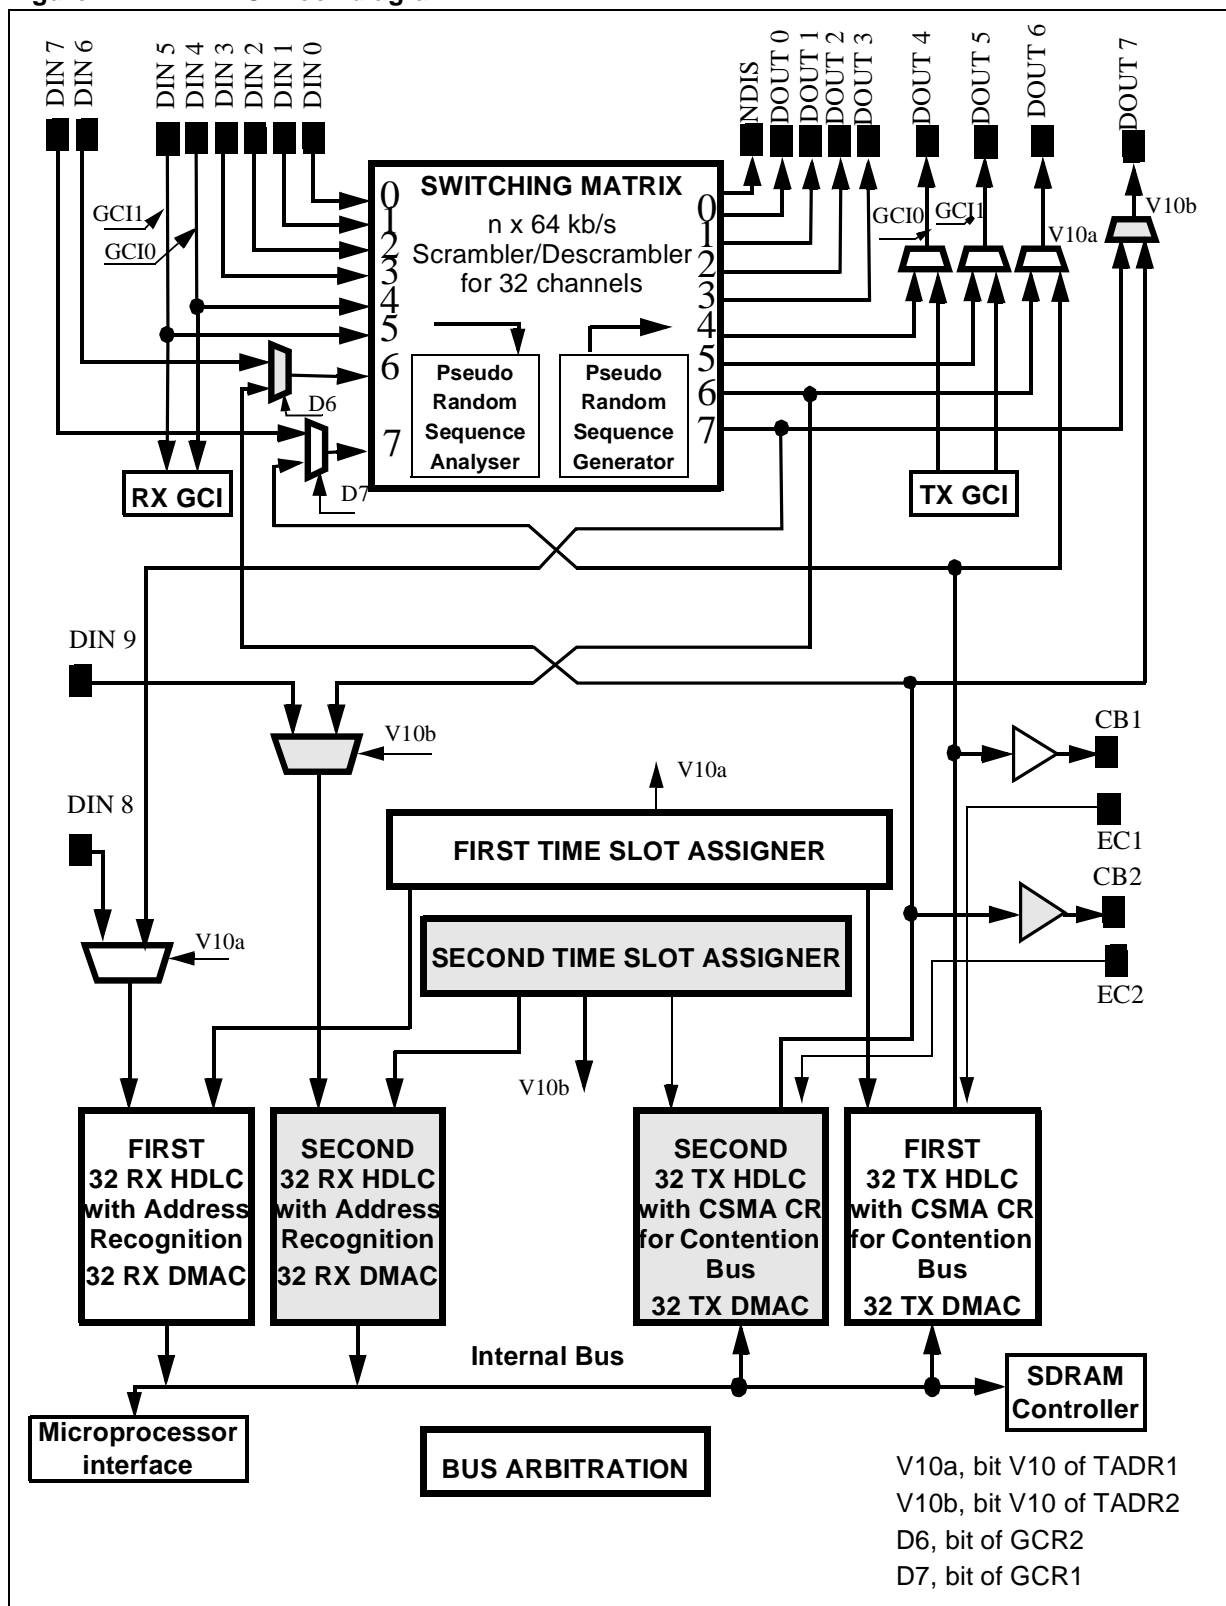 DIN 7
DIN 6
DIN 5
DIN 4
DIN 3
DIN 2
DIN 1
DIN 0
NDIS
DOUT 0
DOUT 1
DOUT 2
DOUT 3
DOUT 4
DOUT 5
DOUT 6
DOUT 7
GCI1
GCI0
SWITCHING MATRIX
n x 64 kb/s
Scrambler/Descrambler
for 32 channels
0
1
2
3
4
5
6
7
0
1
2
3
4
5
6
7
Pseudo
Random
Sequence
Analyser
Pseudo
Random
Sequence
Generator
GCI0
GCI1
V10a
V10b
D6
D7
RX GCI
TX GCI
DIN 9
V10b
CB1
V10a
DIN 8
EC1
FIRST TIME SLOT ASSIGNER
CB2
V10a
SECOND TIME SLOT ASSIGNER
EC2
V10b
FIRST
32 RX HDLC
with Address
Recognition
32 RX DMAC
SECOND
32 RX HDLC
with Address
Recognition
32 RX DMAC
SECOND
32 TX HDLC
with CSMA CR
for Contention
Bus
32 TX DMAC
FIRST
32 TX HDLC
with CSMA CR
for Contention
Bus
32 TX DMAC
Internal Bus
SDRAM
Controller
Microprocessor
interface
BUS ARBITRATION
V10a, bit V10 of TADR1
V10b, bit V10 of TADR2
D6, bit of GCR2
D7, bit of GCR1